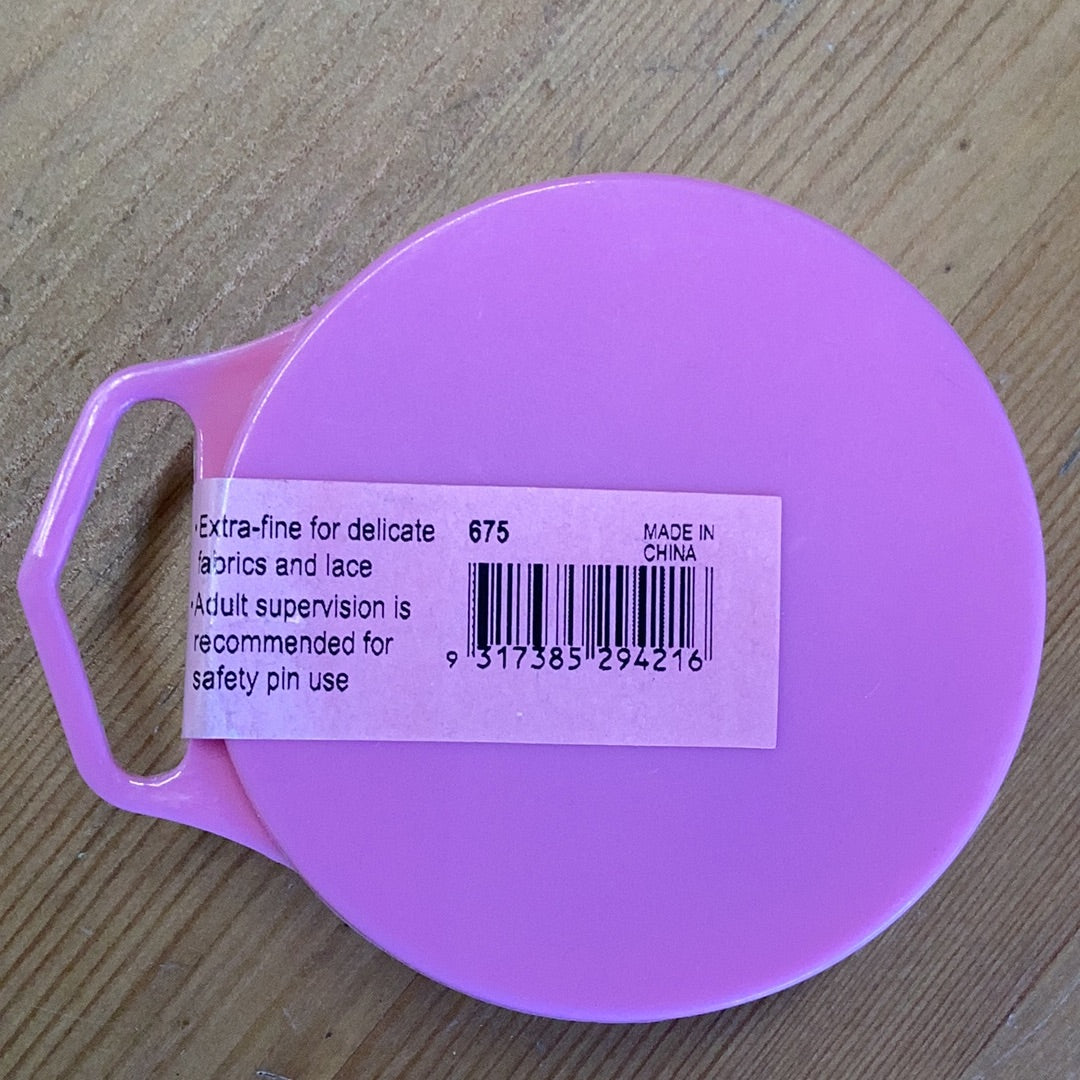 ·Extra-fine for delicate
fabrics and lace
·Adult supervision is
recommended for
safety pin use
675
MADE IN
CHINA
9 317385 294216